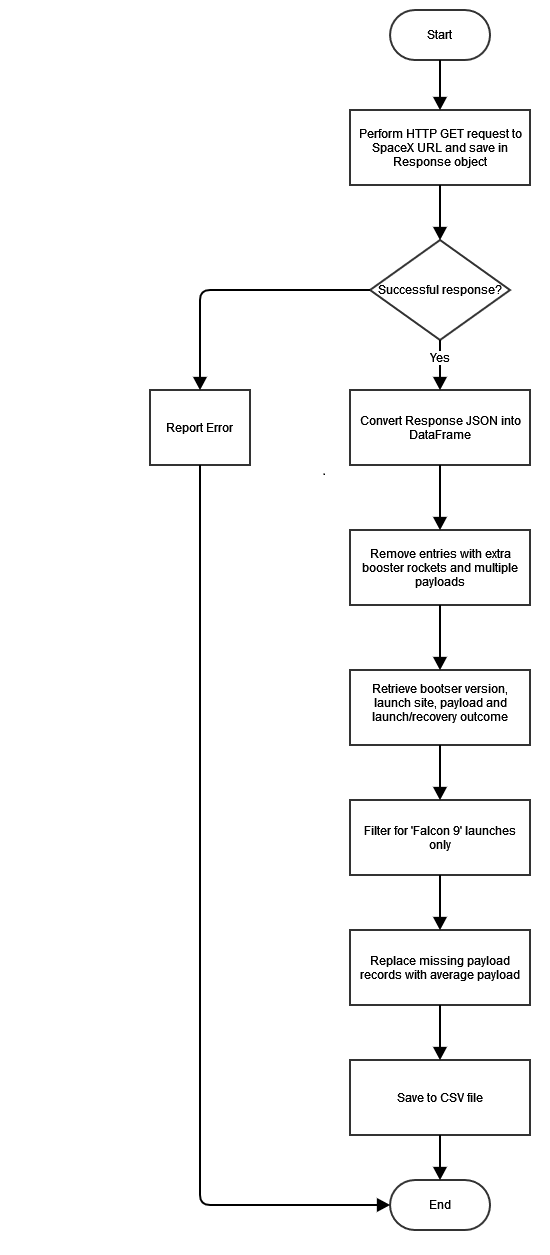 Start
Perform HTTP GET request to
SpaceX URL and save in
Response object
Successful response?
Yes
Report Error
Convert Response JSON into
DataFrame
Remove entries with extra
booster rockets and multiple
payloads
Retrieve bootser version,
launch site, payload and
launch/recovery outcome
Filter for 'Falcon 9' launches
only
Replace missing payload
records with average payload
Save to CSV file
End